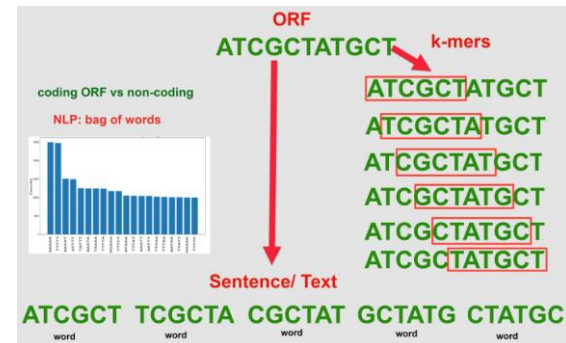 ORF
ATCGCTATGCT
k-mers
coding ORF vs non-coding
NLP: bag of words
ATCGCTATGCT
ATCGCTATGCT
ATCGCTATGCT
ATCGCTATGCT
ATCGCTATGCT
ATCGCTATGCT
Sentence/ Text
ATCGCT TCGCTA CGCTAT GCTATG CTATGC
word word word word word